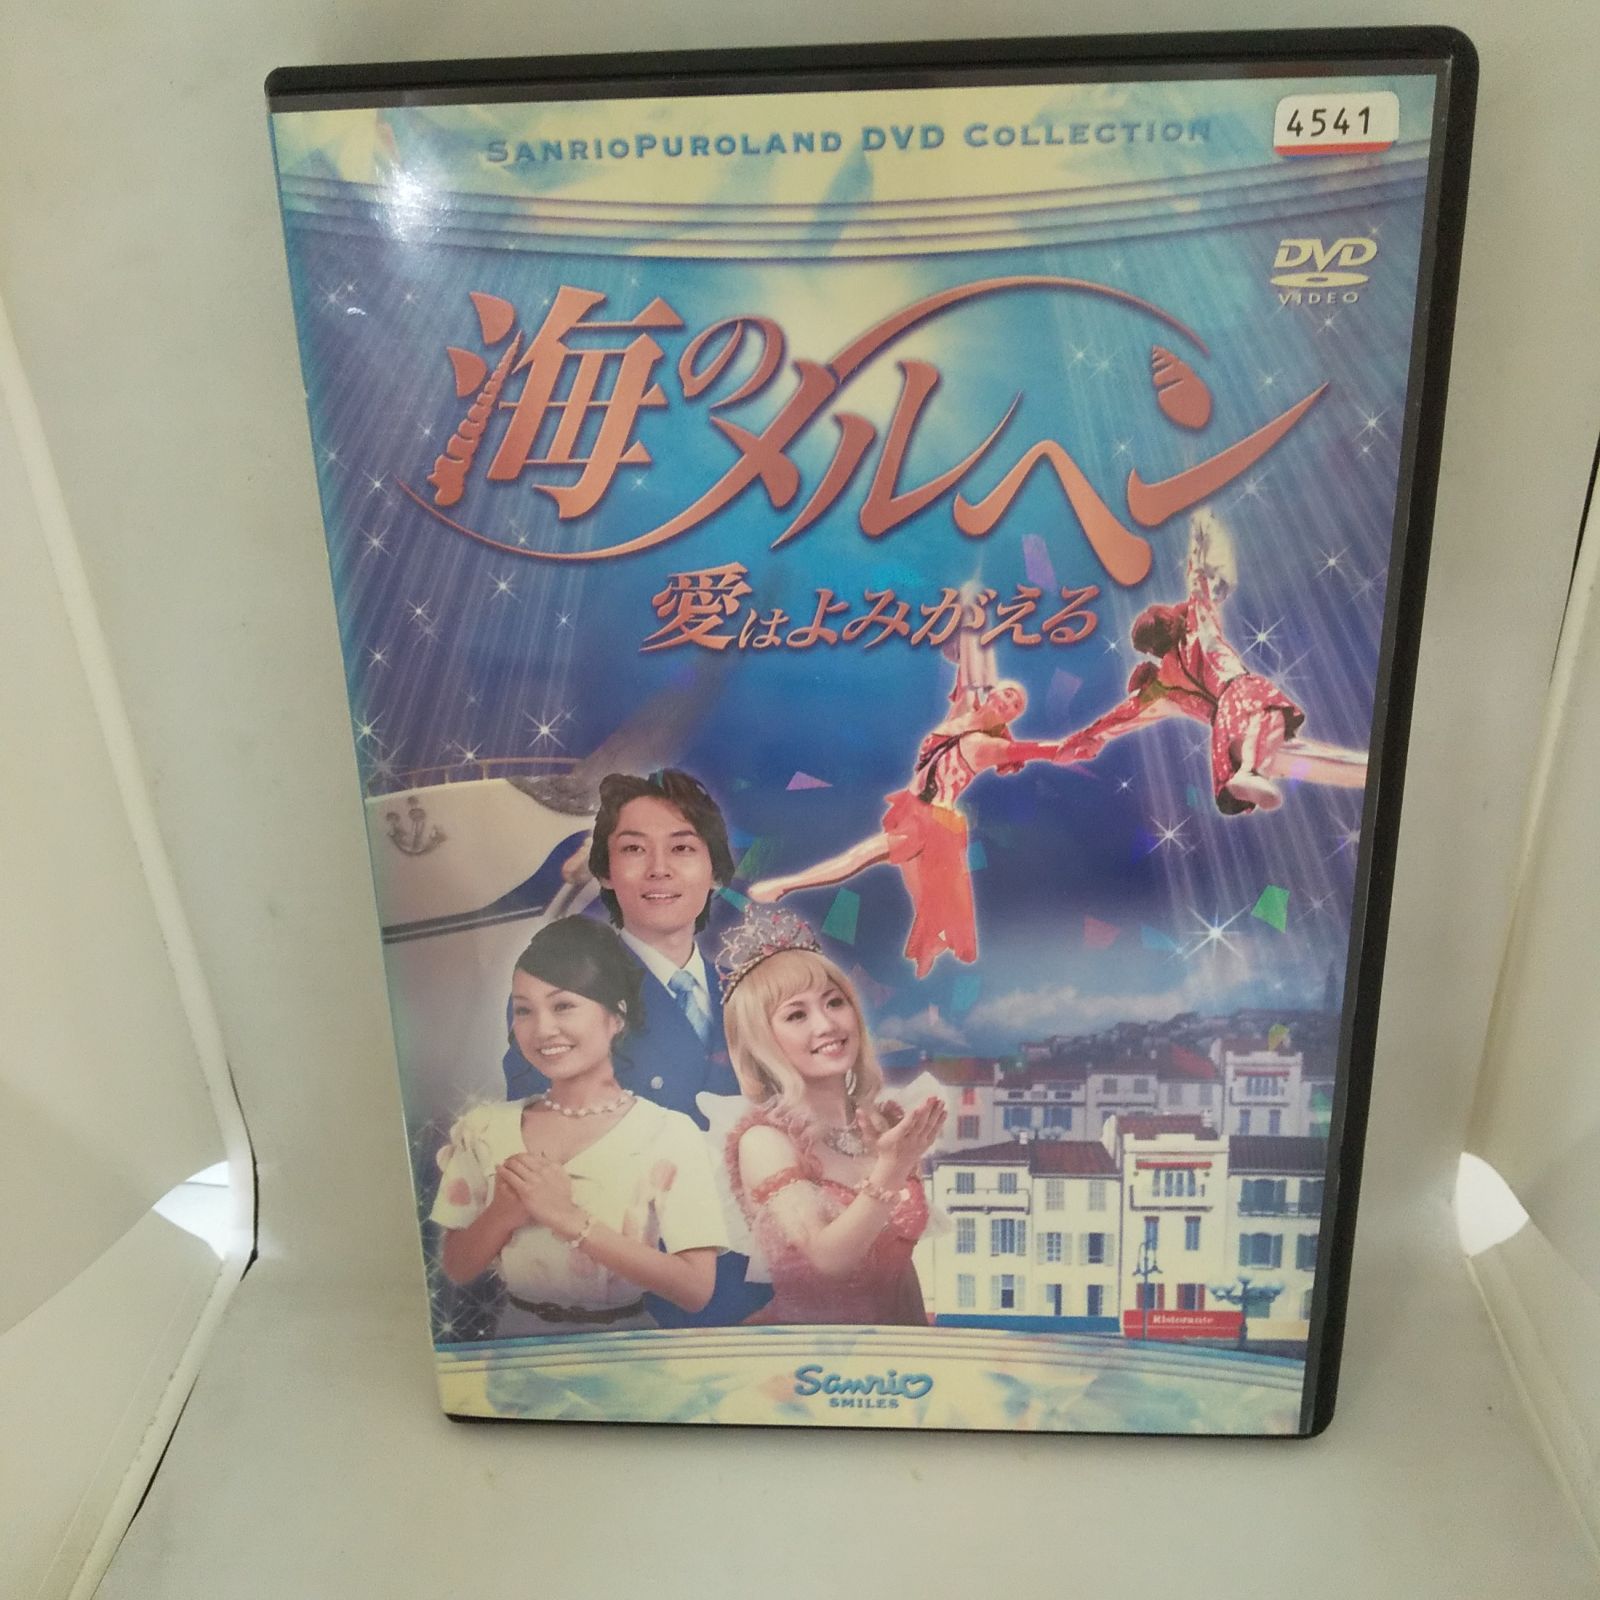 SANRIOPUROLAND DVD COLLECTION
4541
DVD
VIDEO
海のメルヘン
愛はよみがえる
Ristorante
Sanrio
SMILES